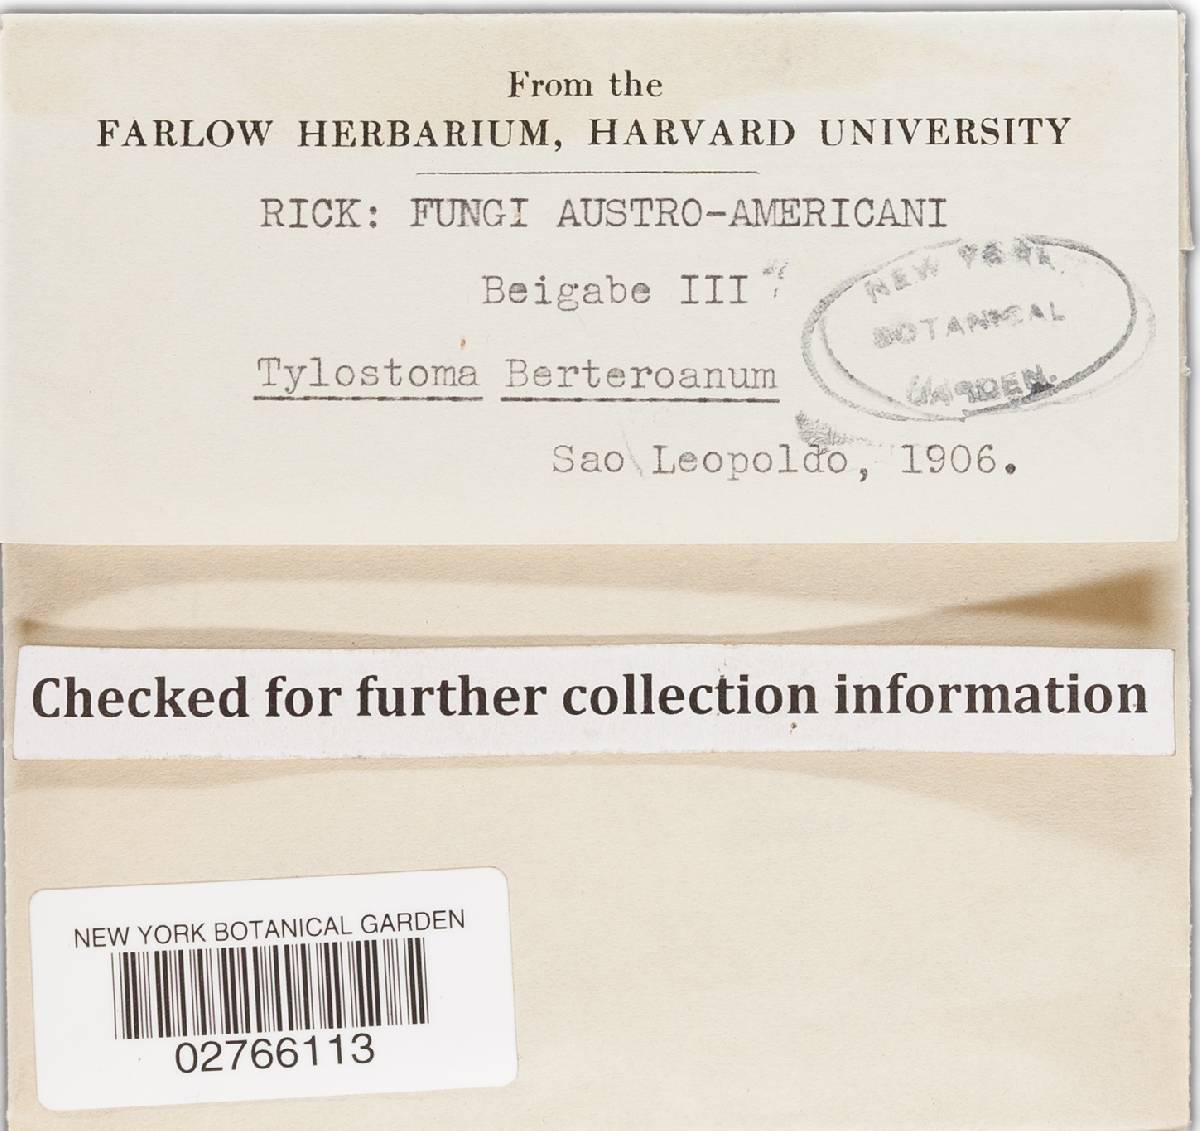 From the
FARLOW HERBARIUM, HARVARD UNIVERSITY
RICK: FUNGI AUSTRO-AMERICANI
Beigabe III
NEW YORK
BOTANICAL
GARDEN.
Tylostoma Berteroanum
Sao Leopoldo, 1906.
Checked for further collection information
NEW YORK BOTANICAL GARDEN
02766113